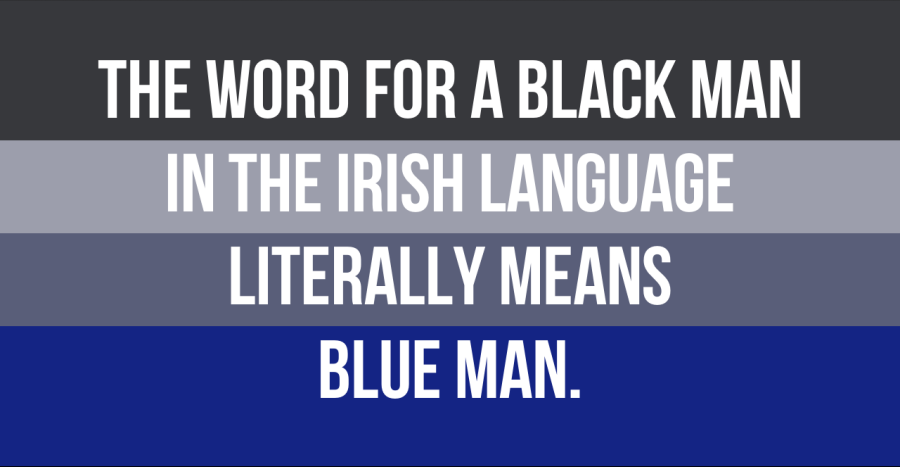 THE WORD FOR A BLACK MAN
IN THE IRISH LANGUAGE
LITERALLY MEANS
BLUE MAN.